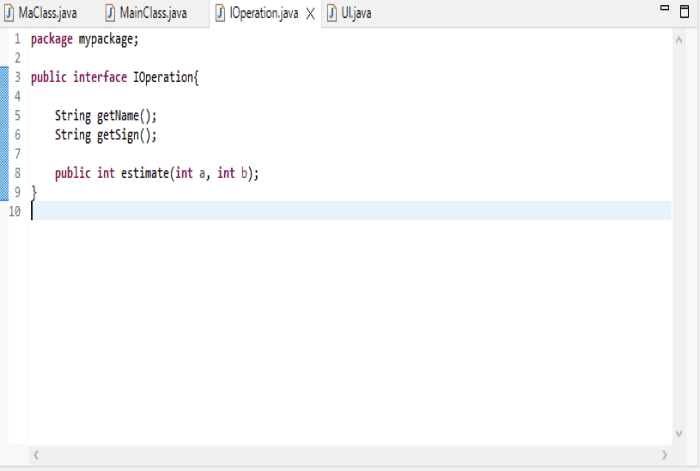 MaClass.java MainClass.java IOperation.java UI.java
1 package mypackage;
2
3 public interface IOperation{
4
5 String getName();
6 String getSign();
7
8 public int estimate(int a, int b);
9 }
10